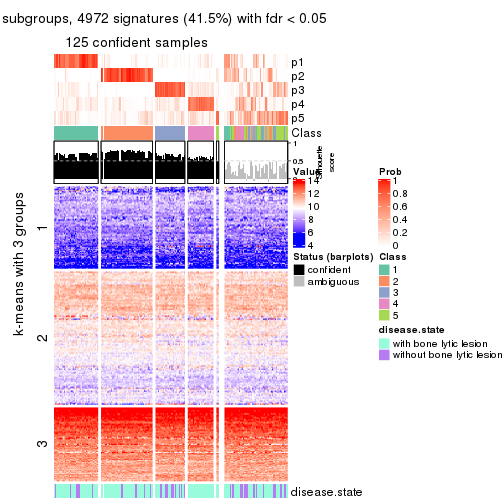 subgroups, 4972 signatures (41.5%) with fdr < 0.05
125 confident samples
p1
p2
p3
p4
p5
Class
1
0.5
0
silhouette
score
k-means with 3 groups
1
2
3
disease.state
Value
14
12
10
8
6
4
Prob
1
0.8
0.6
0.4
0.2
0
Status (barplots)
confident
ambiguous
Class
1
2
3
4
5
disease.state
with bone lytic lesion
without bone lytic lesion